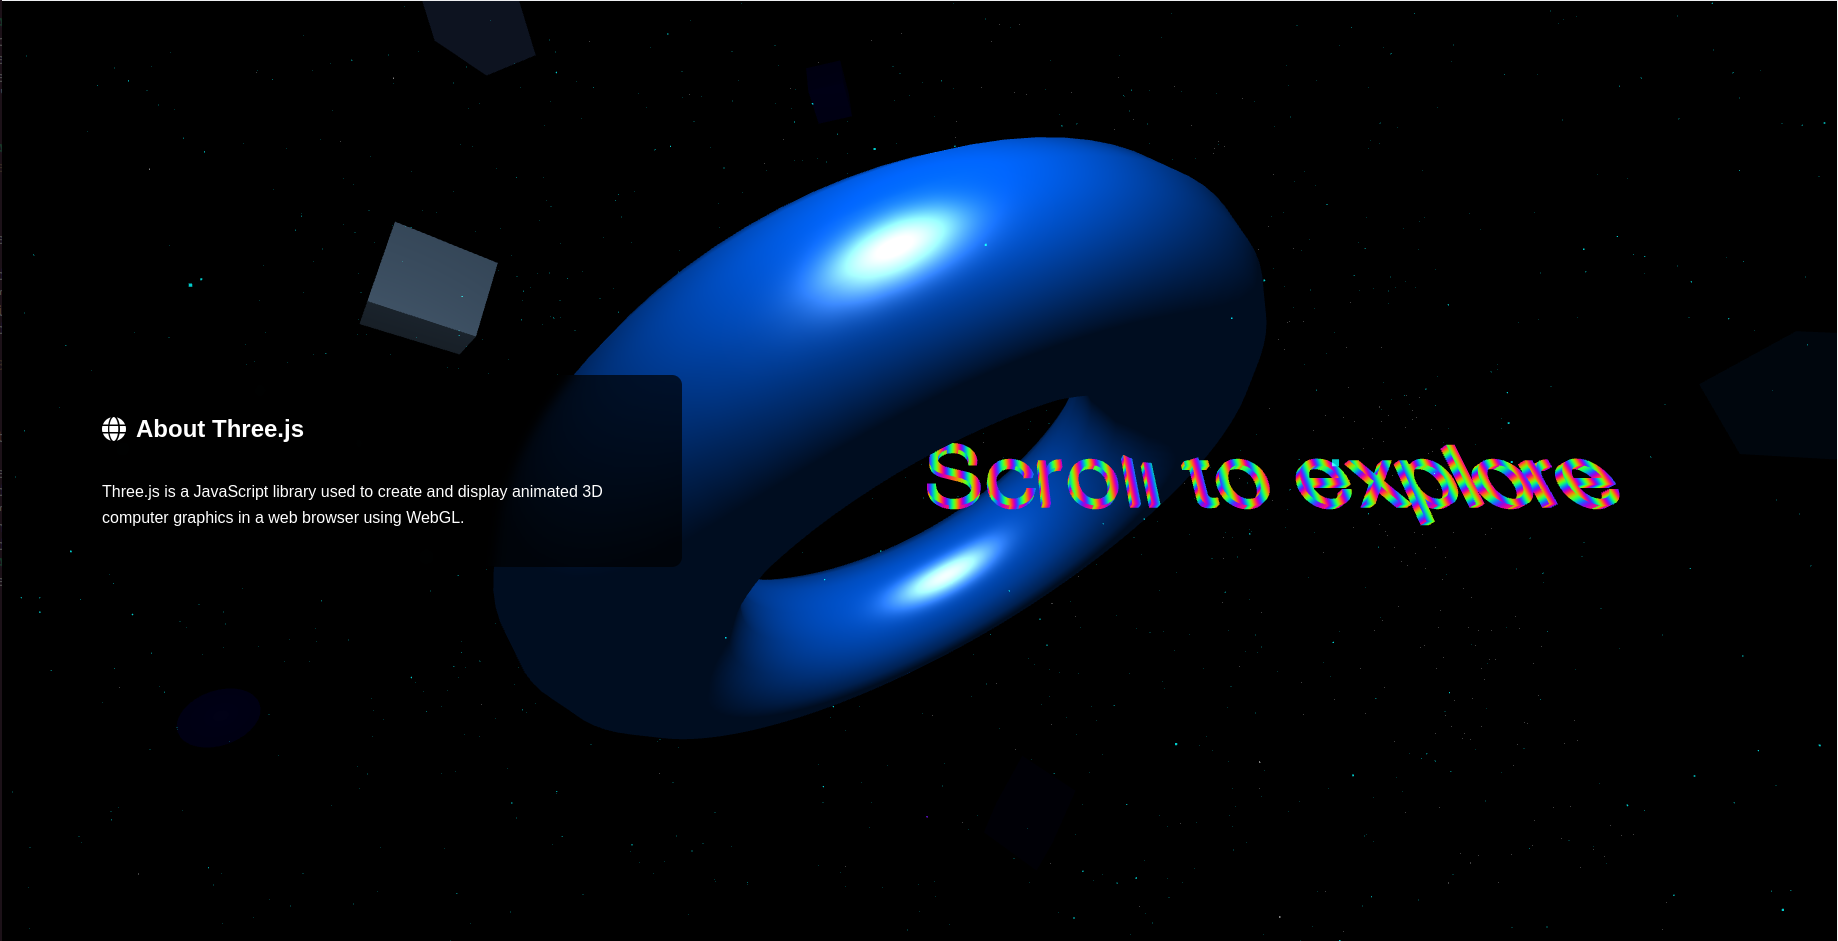 About Three.js
Three.js is a JavaScript library used to create and display animated 3D
computer graphics in a web browser using WebGL.
Scroll to explore